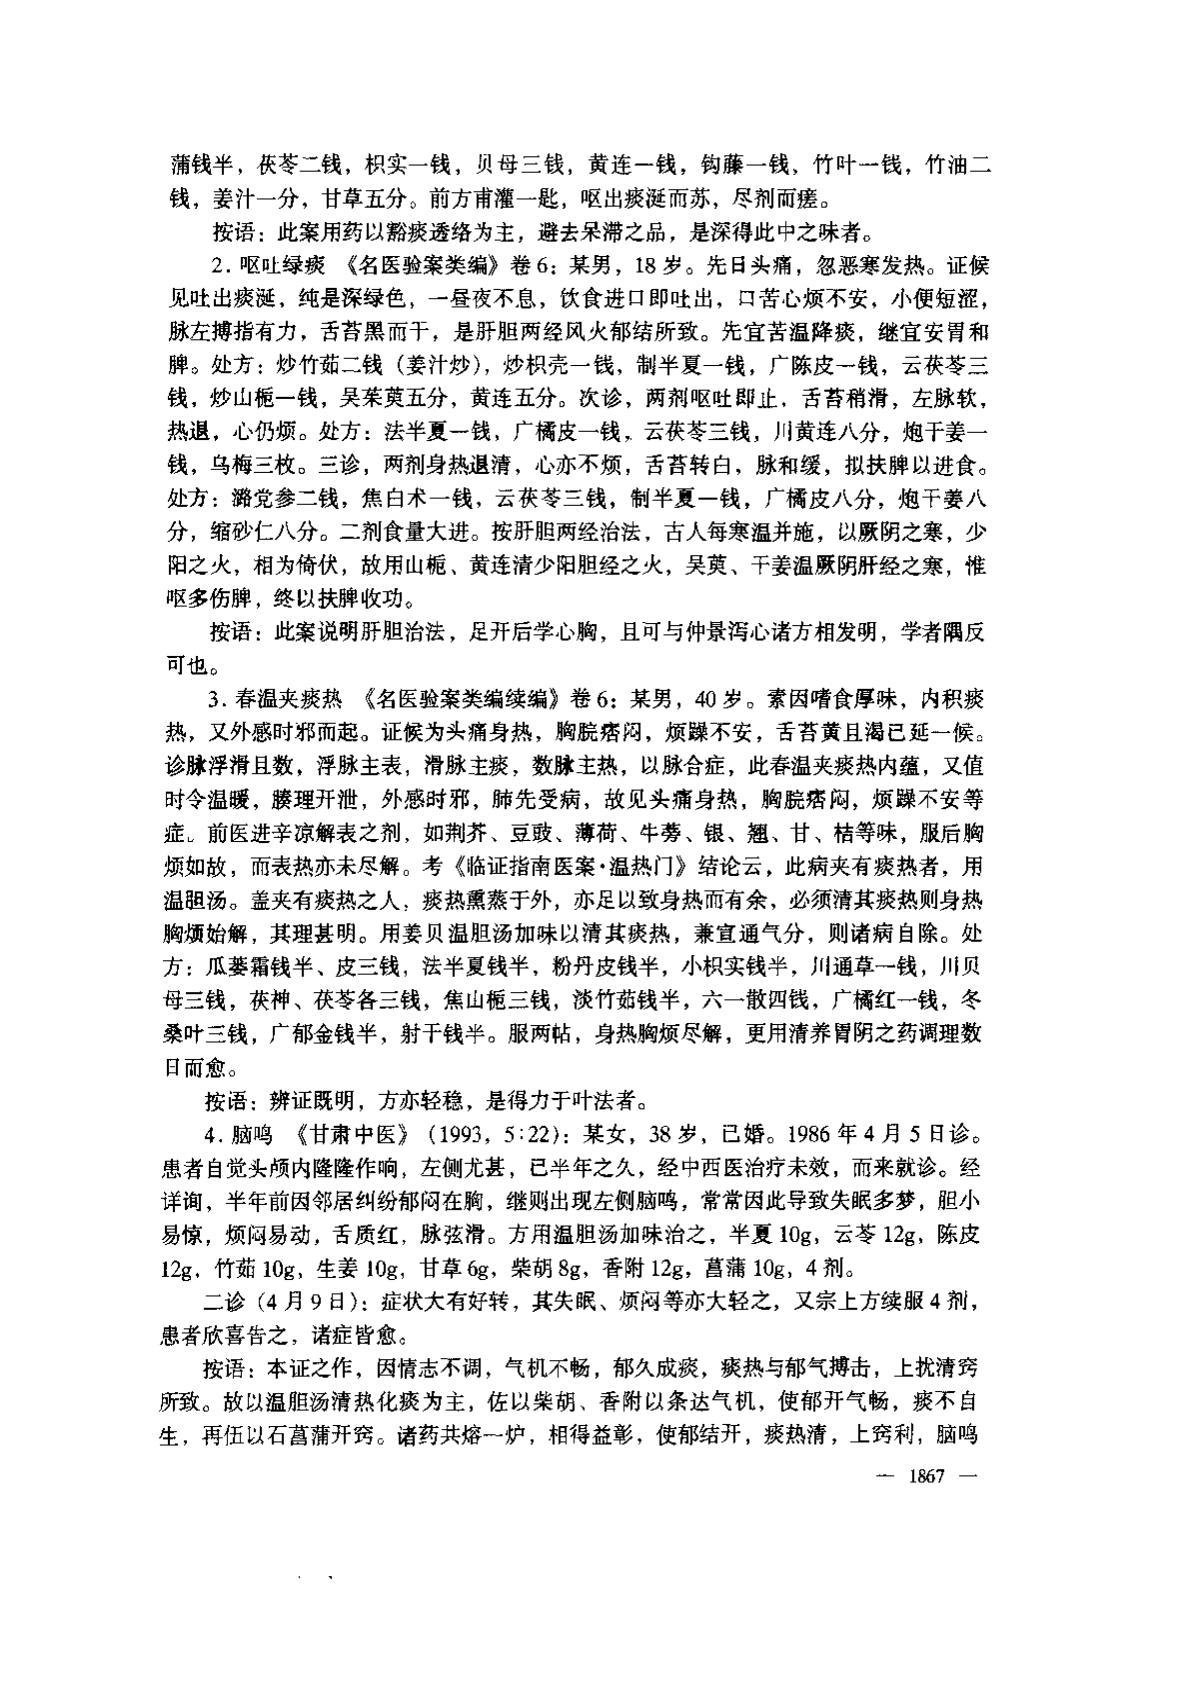 蒲钱半，茯苓二钱，枳实一钱，贝母三钱，黄连一钱，钩藤一钱，竹叶一钱，竹油二
钱，姜汁一分，甘草五分。前方甫灌一匙，呕出痰涎而苏，尽剂而瘥。
按语：此案用药以豁痰透络为主，避去呆滞之品，是深得此中之味者。
2. 呕吐绿痰 《名医验案类编》卷 6：某男，18 岁。先日头痛，忽恶寒发热。证候
见吐出痰涎，纯是深绿色，一昼夜不息，饮食进口即吐出，口苦心烦不安，小便短涩，
脉左搏指有力，舌苔黑而干，是肝胆两经风火郁结所致。先宜苦温降痰，继宜安胃和
脾。处方：炒竹茹二钱（姜汁炒），炒枳壳一钱，制半夏一钱，广陈皮一钱，云茯苓三
钱，炒山栀一钱，吴茱萸五分，黄连五分。次诊，两剂呕吐即止，舌苔稍滑，左脉软，
热退，心仍烦。处方：法半夏一钱，广橘皮一钱，云茯苓三钱，川黄连八分，炮干姜一
钱，乌梅三枚。三诊，两剂身热退清，心亦不烦，舌苔转白，脉和缓，拟扶脾以进食。
处方：潞党参二钱，焦白术一钱，云茯苓三钱，制半夏一钱，广橘皮八分，炮干姜八
分，缩砂仁八分。二剂食量大进。按肝胆两经治法，古人每寒温并施，以厥阴之寒，少
阳之火，相为倚伏，故用山栀、黄连清少阳胆经之火，吴萸、干姜温厥阴肝经之寒，惟
呕多伤脾，终以扶脾收功。
按语：此案说明肝胆治法，足开后学心胸，且可与仲景泻心诸方相发明，学者隅反
可也。
3. 春温夹痰热 《名医验案类编续编》卷 6：某男，40 岁。素因嗜食厚味，内积痰
热，又外感时邪而起。证候为头痛身热，胸脘痞闷，烦躁不安，舌苔黄且渴已延一候。
诊脉浮滑且数，浮脉主表，滑脉主痰，数脉主热，以脉合症，此春温夹痰热内蕴，又值
时令温暖，腠理开泄，外感时邪，肺先受病，故见头痛身热，胸脘痞闷，烦躁不安等
症。前医进辛凉解表之剂，如荆芥、豆豉、薄荷、牛蒡、银、翘、甘、桔等味，服后胸
烦如故，而表热亦未尽解。考《临证指南医案·温热门》结论云，此病夹有痰热者，用
温胆汤。盖夹有痰热之人，痰热熏蒸于外，亦足以致身热而有余，必须清其痰热则身热
胸烦始解，其理甚明。用姜贝温胆汤加味以清其痰热，兼宣通气分，则诸病自除。处
方：瓜蒌霜钱半、皮三钱，法半夏钱半，粉丹皮钱半，小枳实钱半，川通草一钱，川贝
母三钱，茯神、茯苓各三钱，焦山栀三钱，淡竹茹钱半，六一散四钱，广橘红一钱，冬
桑叶三钱，广郁金钱半，射干钱半。服两帖，身热胸烦尽解，更用清养胃阴之药调理数
日而愈。
按语：辨证既明，方亦轻稳，是得力于叶法者。
4. 脑鸣 《甘肃中医》（1993，5:22）：某女，38 岁，已婚。1986 年 4 月 5 日诊。
患者自觉头颅内隆隆作响，左侧尤甚，已半年之久，经中西医治疗未效，而来就诊。经
详询，半年前因邻居纠纷郁闷在胸，继则出现左侧脑鸣，常常因此导致失眠多梦，胆小
易惊，烦闷易动，舌质红，脉弦滑。方用温胆汤加味治之，半夏 10g，云苓 12g，陈皮
12g，竹茹 10g，生姜 10g，甘草 6g，柴胡 8g，香附 12g，菖蒲 10g，4 剂。
二诊（4 月 9 日）：症状大有好转，其失眠、烦闷等亦大轻之，又宗上方续服 4 剂，
患者欣喜告之，诸症皆愈。
按语：本证之作，因情志不调，气机不畅，郁久成痰，痰热与郁气搏击，上扰清窍
所致。故以温胆汤清热化痰为主，佐以柴胡、香附以条达气机，使郁开气畅，痰不自
生，再伍以石菖蒲开窍。诸药共熔一炉，相得益彰，使郁结开，痰热清，上窍利，脑鸣
— 1867 —